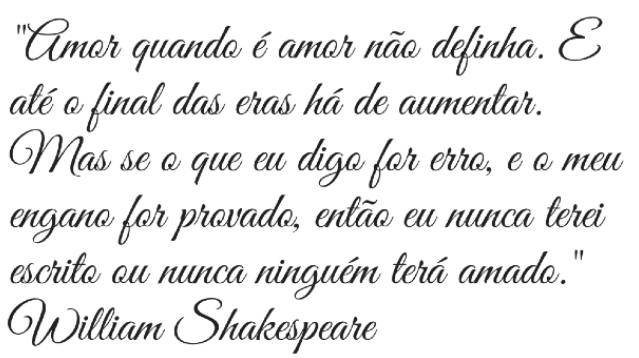 "Amor quando é amor não definha. E
até o final das eras há de aumentar.
Mas se o que eu digo for erro, e o meu
engano for provado, então eu nunca terei
escrito ou nunca ninguém terá amado."
William Shakespeare